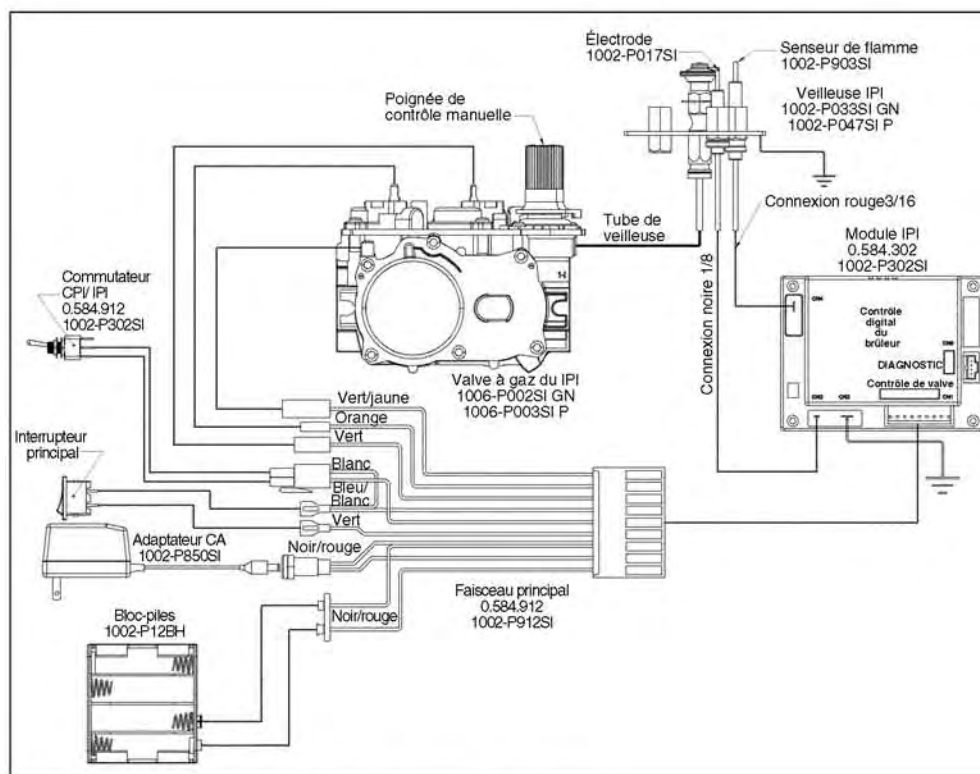 Électrode
1002-P017SI
Senseur de flamme
1002-P903SI
Veilleuse IPI
1002-P033SI GN
1002-P047SI P
Poignée de
contrôle manuelle
Tube de
veilleuse
Connexion rouge3/16
Connexion noire 1/8
Module IPI
0.584.302
1002-P302SI
Contrôle
digital
du
brûleur
DIAGNOSTIC
Contrôle de valve
Commutateur
CPI/ IPI
0.584.912
1002-P302SI
Valve à gaz du IPI
1006-P002SI GN
1006-P003SI P
Vert/jaune
Orange
Vert
Blanc
Bleu/
Blanc
Vert
Interrupteur
principal
Adaptateur CA
1002-P850SI
Noir/rouge
Noir/rouge
Faisceau principal
0.584.912
1002-P912SI
Bloc-piles
1002-P12BH